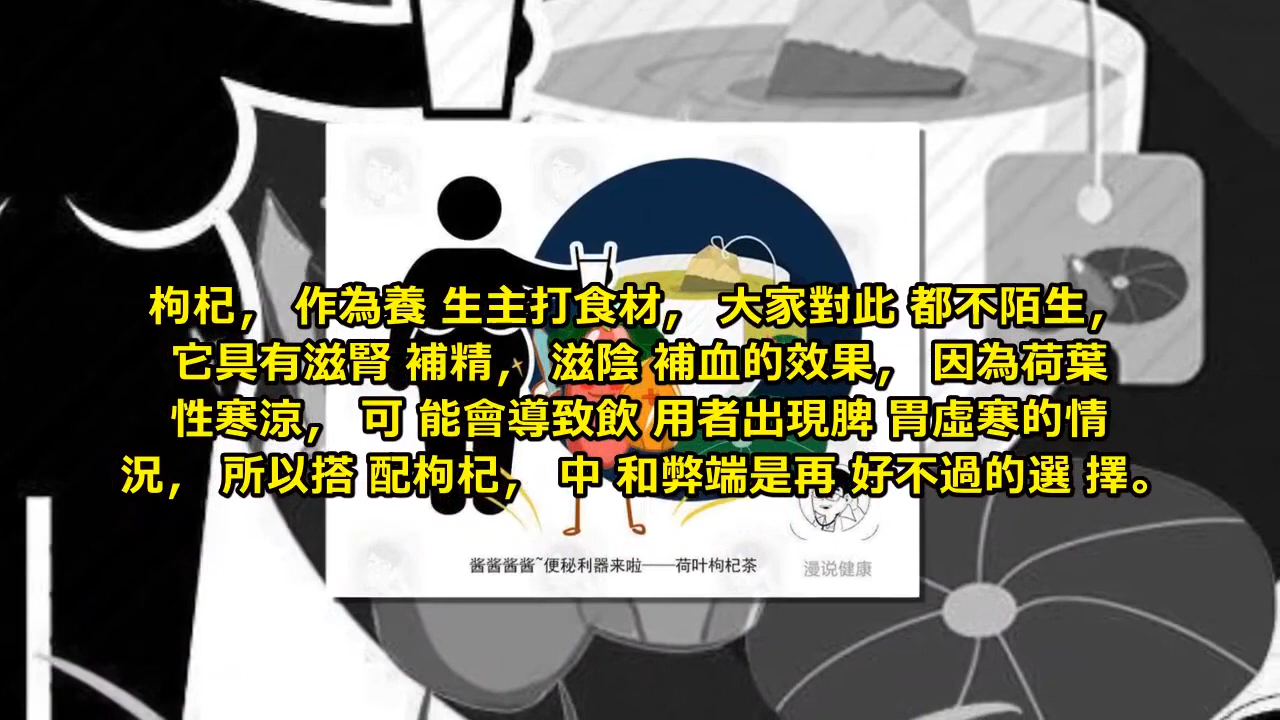 枸杞， 作為養 生主打食材， 大家對此 都不陌生，
它具有滋腎 補精， 滋陰 補血的效果， 因為荷葉
性寒涼， 可 能會導致飲 用者出現脾 胃虛寒的情
況， 所以搭 配枸杞， 中 和弊端是再 好不過的選 擇。
酱酱酱酱~便秘利器来啦——荷叶枸杞茶
漫说健康